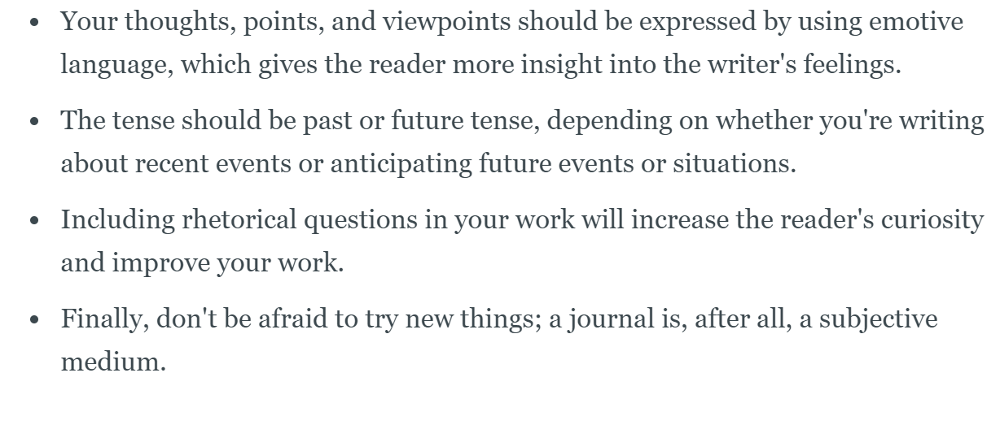 • Your thoughts, points, and viewpoints should be expressed by using emotive
language, which gives the reader more insight into the writer's feelings.
• The tense should be past or future tense, depending on whether you're writing
about recent events or anticipating future events or situations.
• Including rhetorical questions in your work will increase the reader's curiosity
and improve your work.
• Finally, don't be afraid to try new things; a journal is, after all, a subjective
medium.